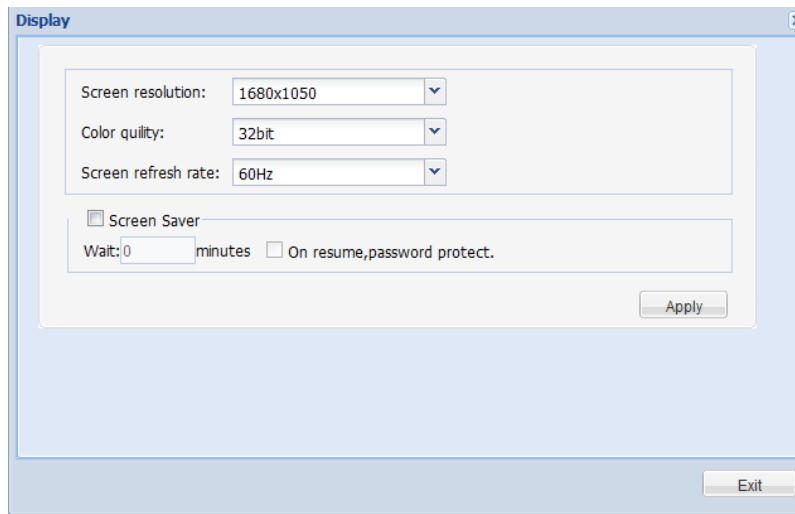 Display
Screen resolution: 1680x1050
Color quility: 32bit
Screen refresh rate: 60Hz
Screen Saver
Wait: 0 minutes On resume,password protect.
Apply
Exit